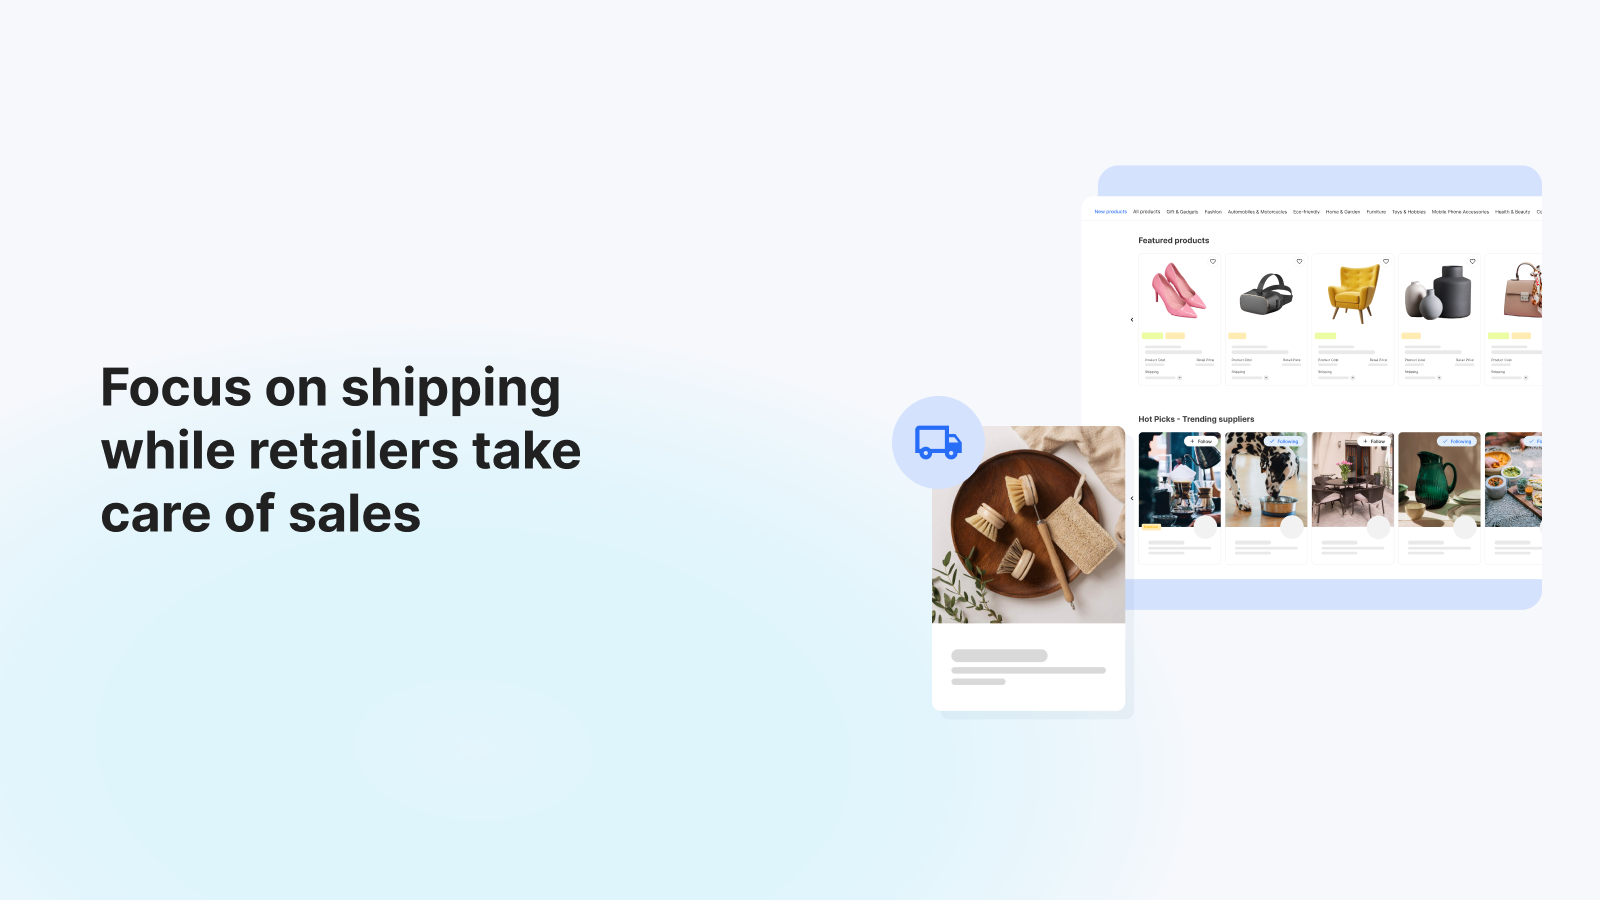 Focus on shipping
while retailers take
care of sales
New products All products Gift & Gadgets Fashion Automobiles & Motorcycles Eco-friendly Home & Garden Furniture Toys & Hobbies Mobile Phone Accessories Health & Beauty
Featured products
Product Cost Retail Price Product Cost Retail Price Product Cost Retail Price Product Cost Retail Price Product Cost
Shipping Shipping Shipping Shipping Shipping
Hot Picks - Trending suppliers
+ Follow Following + Follow Following